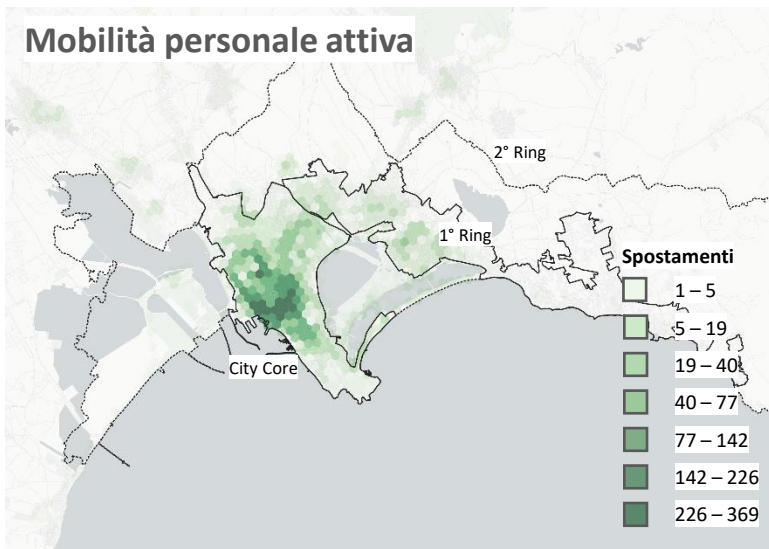 Mobilità personale attiva
2° Ring
1° Ring
City Core
Spostamenti
1 – 5
5 – 19
19 – 40
40 – 77
77 – 142
142 – 226
226 – 369